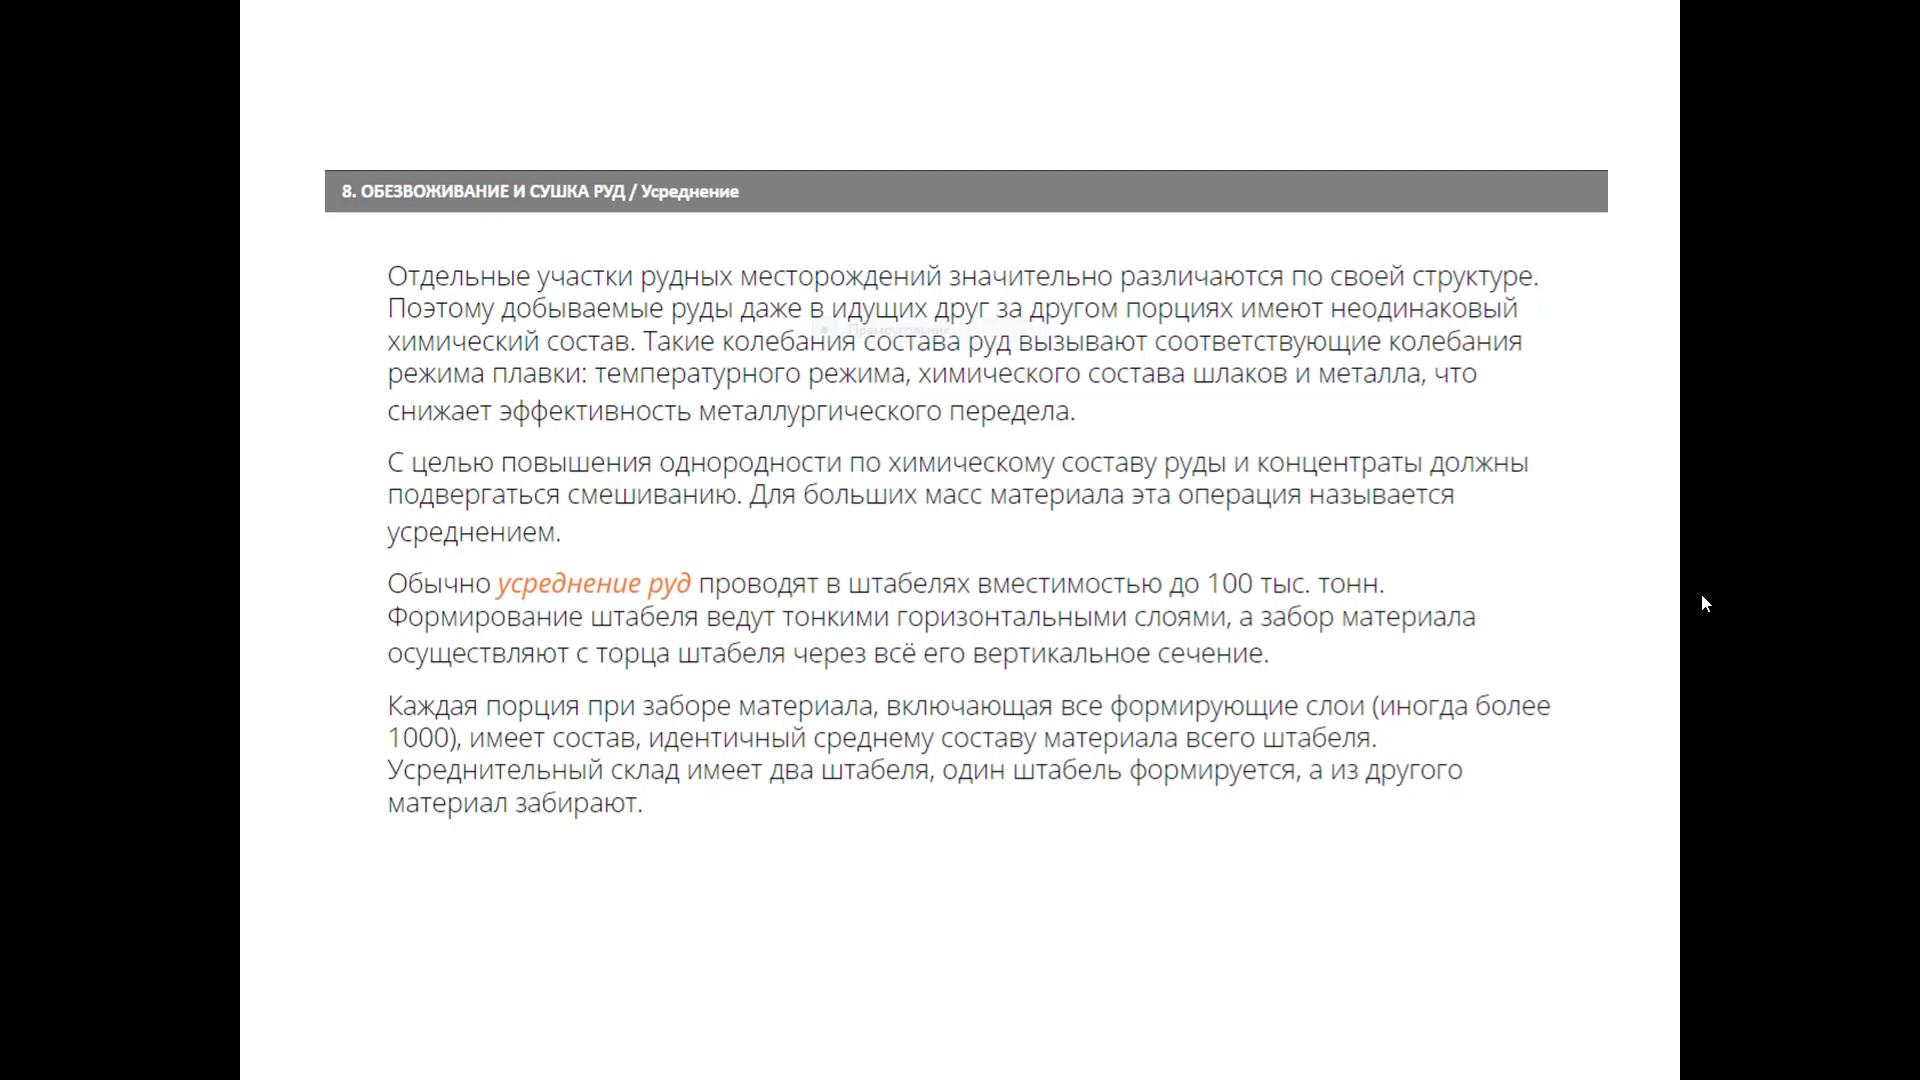 8. ОБЕЗВОЖИВАНИЕ И СУШКА РУД / Усреднение
Отдельные участки рудных месторождений значительно различаются по своей структуре.
Поэтому добываемые руды даже в идущих друг за другом порциях имеют неодинаковый
Прямоугольник
химический состав. Такие колебания состава руд вызывают соответствующие колебания
режима плавки: температурного режима, химического состава шлаков и металла, что
снижает эффективность металлургического передела.
С целью повышения однородности по химическому составу руды и концентраты должны
подвергаться смешиванию. Для больших масс материала эта операция называется
усреднением.
Обычно усреднение руд проводят в штабелях вместимостью до 100 тыс. тонн.
Формирование штабеля ведут тонкими горизонтальными слоями, а забор материала
осуществляют с торца штабеля через всё его вертикальное сечение.
Каждая порция при заборе материала, включающая все формирующие слои (иногда более
1000), имеет состав, идентичный среднему составу материала всего штабеля.
Усреднительный склад имеет два штабеля, один штабель формируется, а из другого
материал забирают.